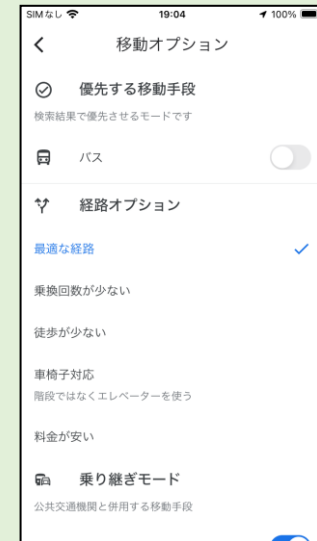 SIMなし 19:04 100%
移動オプション
優先する移動手段
検索結果で優先させるモードです
バス
経路オプション
最適な経路
乗換回数が少ない
徒歩が少ない
車椅子対応
階段ではなくエレベーターを使う
料金が安い
乗り継ぎモード
公共交通機関と併用する移動手段